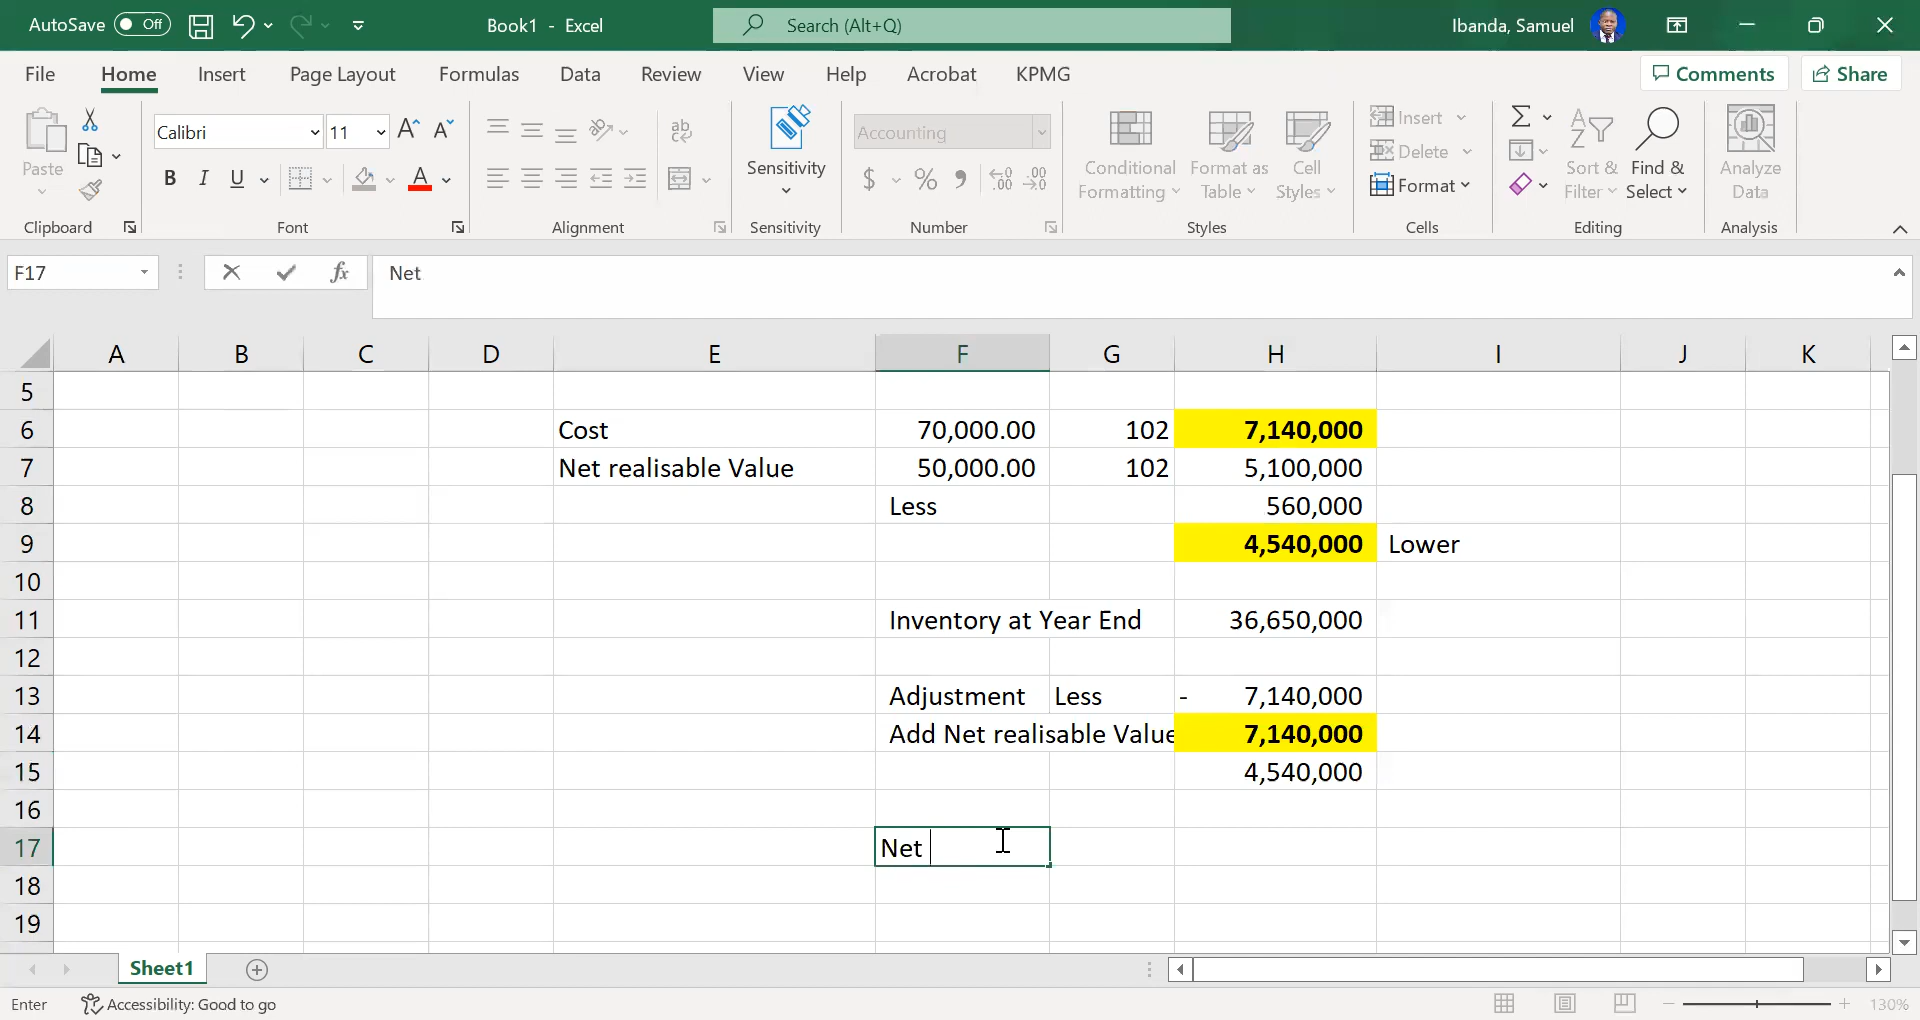 AutoSave Off Book1 - Excel Search (Alt+Q) Ibanda, Samuel
File Home Insert Page Layout Formulas Data Review View Help Acrobat KPMG Comments Share
Paste
Clipboard
Calibri 11
B I U A
Font
ab
Alignment
Sensitivity
Sensitivity
Accounting
$ % , .00 .00
Number
Conditional Formatting
Format as Table
Cell Styles
Styles
Insert
Delete
Format
Cells
Sort & Filter
Find & Select
Editing
Analyze Data
Analysis
F17 fx Net
A B C D E F G H I J K
5
6 Cost 70,000.00 102 7,140,000
7 Net realisable Value 50,000.00 102 5,100,000
8 Less 560,000
9 4,540,000 Lower
10
11 Inventory at Year End 36,650,000
12
13 Adjustment Less - 7,140,000
14 Add Net realisable Value 7,140,000
15 4,540,000
16
17 Net
18
19
Sheet1
Enter Accessibility: Good to go 130%